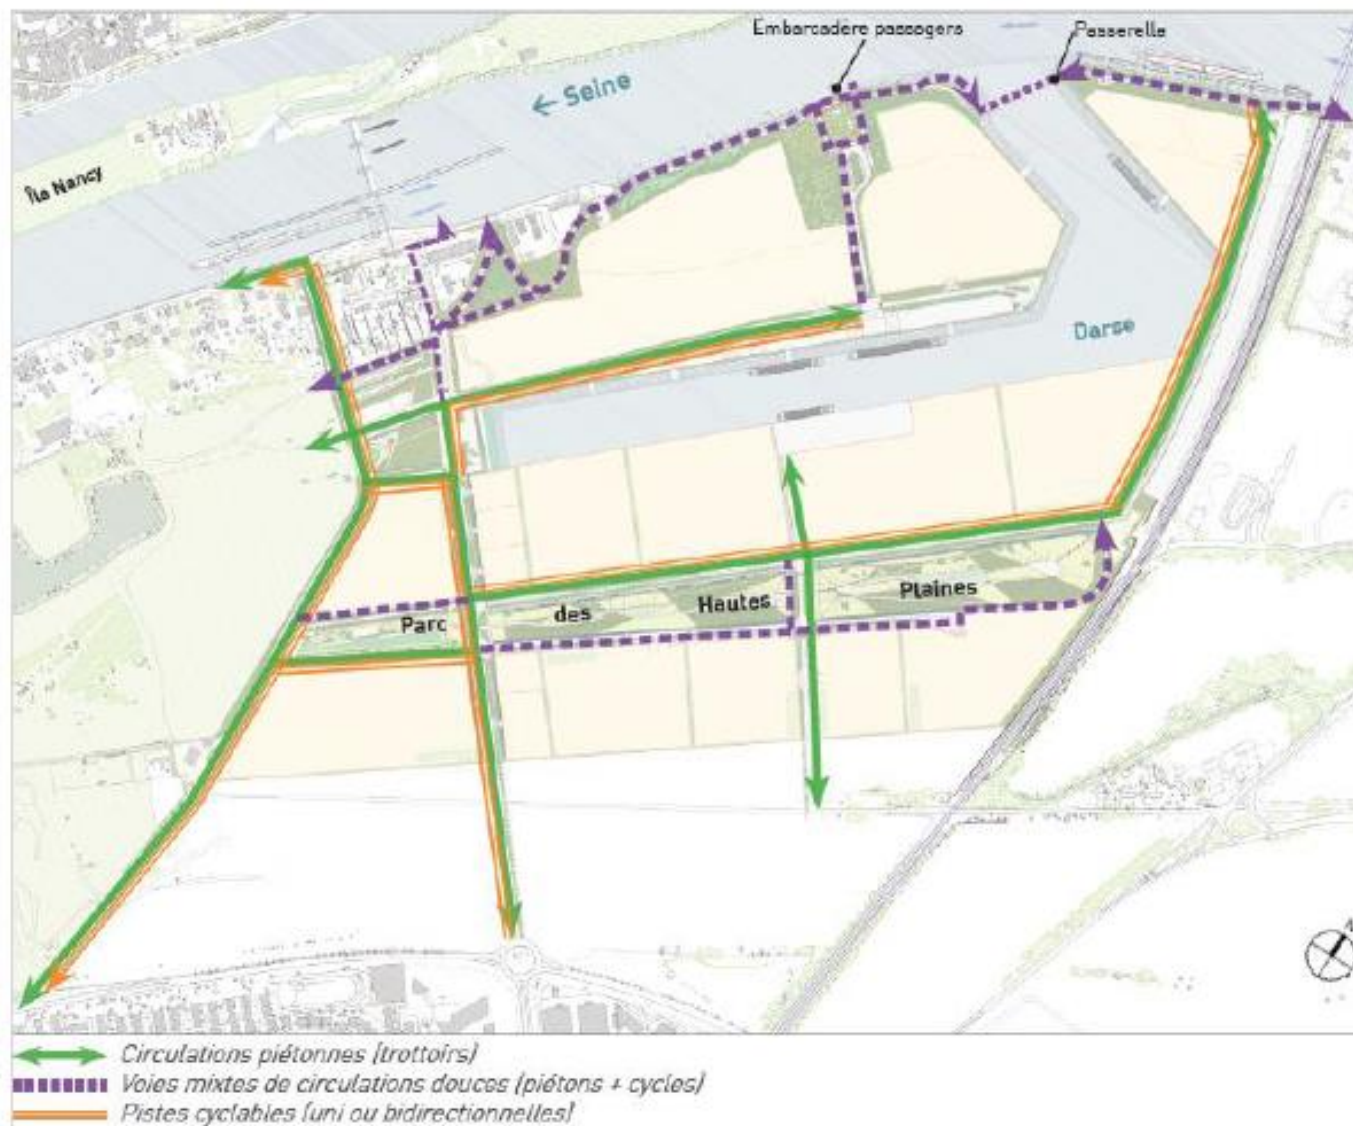 Embarcadère passagers
Passerelle
← Seine
Île Nancy
Darse
Parc des Hautes Plaines
N
Circulations piétonnes (trottoirs)
Voies mixtes de circulations douces (piétons + cycles)
Pistes cyclables (uni ou bidirectionnelles)